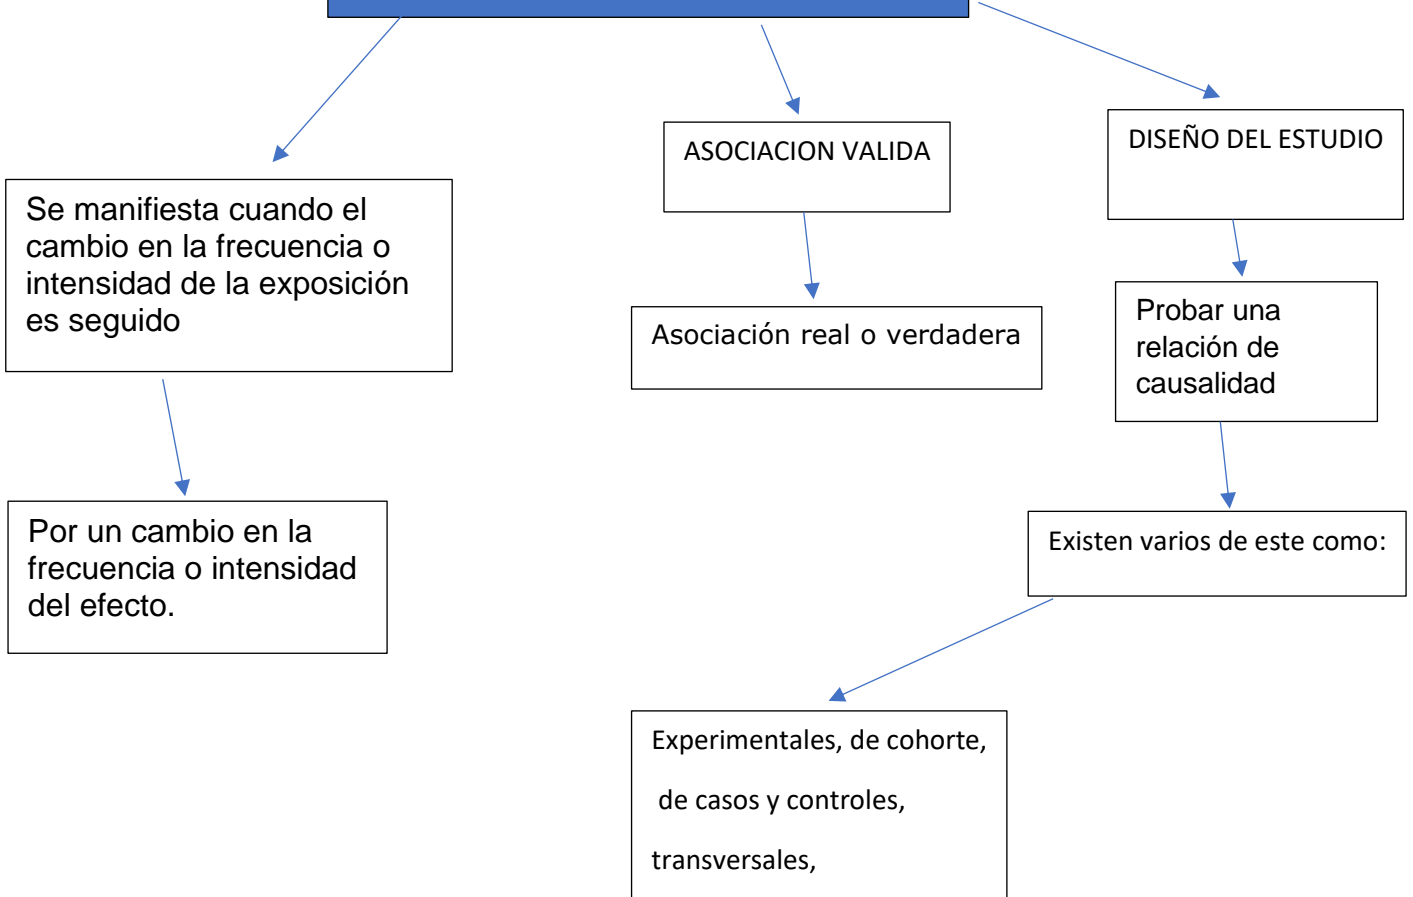 ASOCIACION VALIDA
DISEÑO DEL ESTUDIO
Se manifiesta cuando el
cambio en la frecuencia o
intensidad de la exposición
es seguido
Asociación real o verdadera
Probar una
relación de
causalidad
Por un cambio en la
frecuencia o intensidad
del efecto.
Existen varios de este como:
Experimentales, de cohorte,
de casos y controles,
transversales,